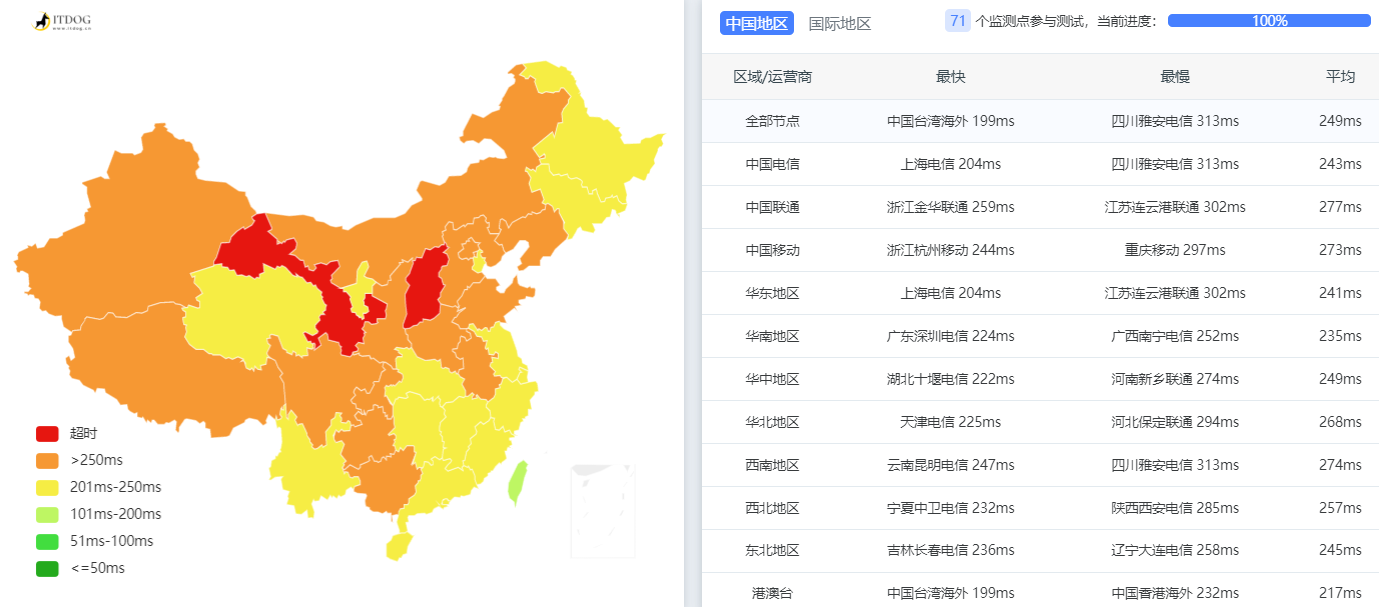 ITDOG
www.itdog.cn
超时
>250ms
201ms-250ms
101ms-200ms
51ms-100ms
<=50ms
中国地区 国际地区 71 个监测点参与测试，当前进度： 100%
区域/运营商 最快 最慢 平均
全部节点 中国台湾海外 199ms 四川雅安电信 313ms 249ms
中国电信 上海电信 204ms 四川雅安电信 313ms 243ms
中国联通 浙江金华联通 259ms 江苏连云港联通 302ms 277ms
中国移动 浙江杭州移动 244ms 重庆移动 297ms 273ms
华东地区 上海电信 204ms 江苏连云港联通 302ms 241ms
华南地区 广东深圳电信 224ms 广西南宁电信 252ms 235ms
华中地区 湖北十堰电信 222ms 河南新乡联通 274ms 249ms
华北地区 天津电信 225ms 河北保定联通 294ms 268ms
西南地区 云南昆明电信 247ms 四川雅安电信 313ms 274ms
西北地区 宁夏中卫电信 232ms 陕西西安电信 285ms 257ms
东北地区 吉林长春电信 236ms 辽宁大连电信 258ms 245ms
港澳台 中国台湾海外 199ms 中国香港海外 232ms 217ms